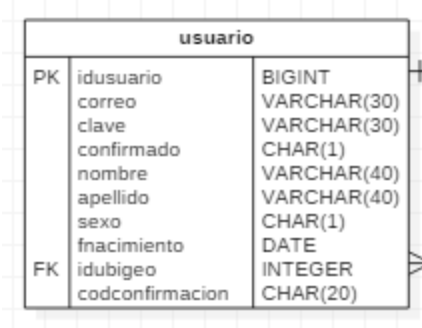 usuario
PK idusuario BIGINT
correo VARCHAR(30)
clave VARCHAR(30)
confirmado CHAR(1)
nombre VARCHAR(40)
apellido VARCHAR(40)
sexo CHAR(1)
fnacimiento DATE
FK idubigeo INTEGER
codconfirmacion CHAR(20)